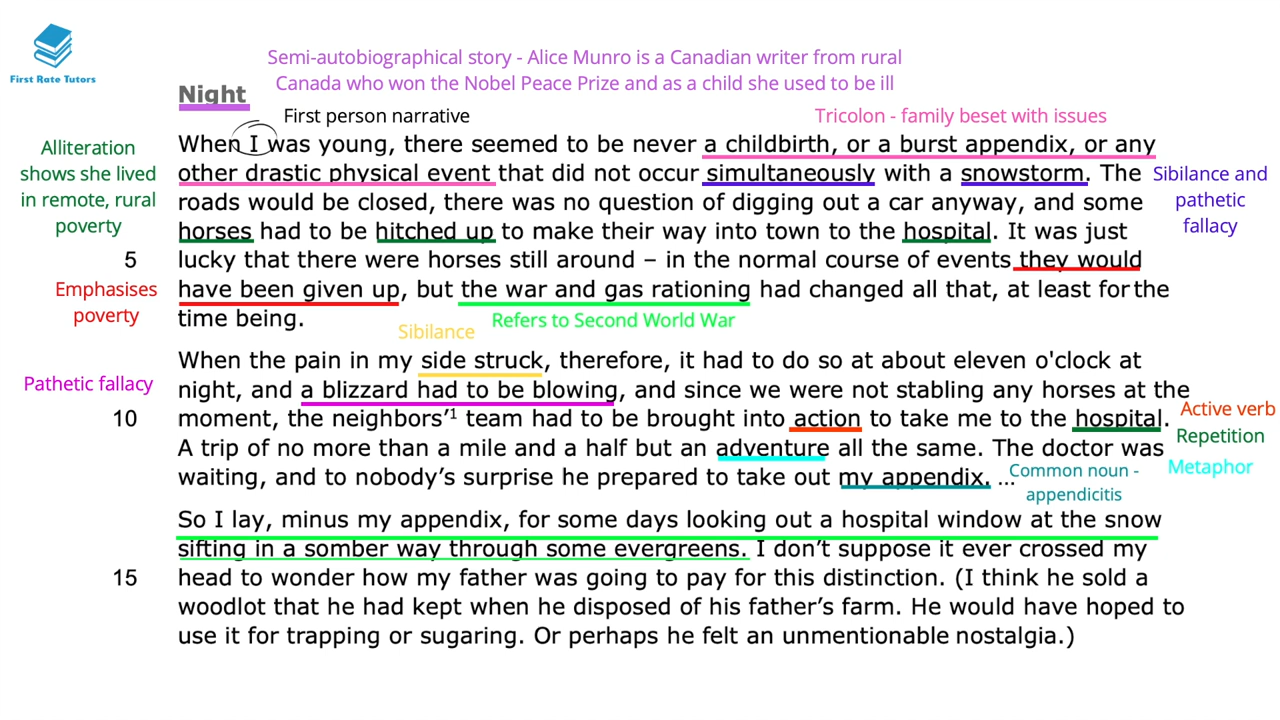 First Rate Tutors
Semi-autobiographical story - Alice Munro is a Canadian writer from rural
Canada who won the Nobel Peace Prize and as a child she used to be ill
Night
First person narrative
Tricolon - family beset with issues
Alliteration
shows she lived
in remote, rural
poverty
When I was young, there seemed to be never a childbirth, or a burst appendix, or any
other drastic physical event that did not occur simultaneously with a snowstorm. The
roads would be closed, there was no question of digging out a car anyway, and some
horses had to be hitched up to make their way into town to the hospital. It was just
5 lucky that there were horses still around – in the normal course of events they would
have been given up, but the war and gas rationing had changed all that, at least for the
time being.
Sibilance and
pathetic
fallacy
Emphasises
poverty
Sibilance
Refers to Second World War
When the pain in my side struck, therefore, it had to do so at about eleven o'clock at
night, and a blizzard had to be blowing, and since we were not stabling any horses at the
10 moment, the neighbors’¹ team had to be brought into action to take me to the hospital.
A trip of no more than a mile and a half but an adventure all the same. The doctor was
waiting, and to nobody’s surprise he prepared to take out my appendix. ...
Pathetic fallacy
Active verb
Repetition
Metaphor
Common noun -
appendicitis
So I lay, minus my appendix, for some days looking out a hospital window at the snow
sifting in a somber way through some evergreens. I don’t suppose it ever crossed my
15 head to wonder how my father was going to pay for this distinction. (I think he sold a
woodlot that he had kept when he disposed of his father’s farm. He would have hoped to
use it for trapping or sugaring. Or perhaps he felt an unmentionable nostalgia.)